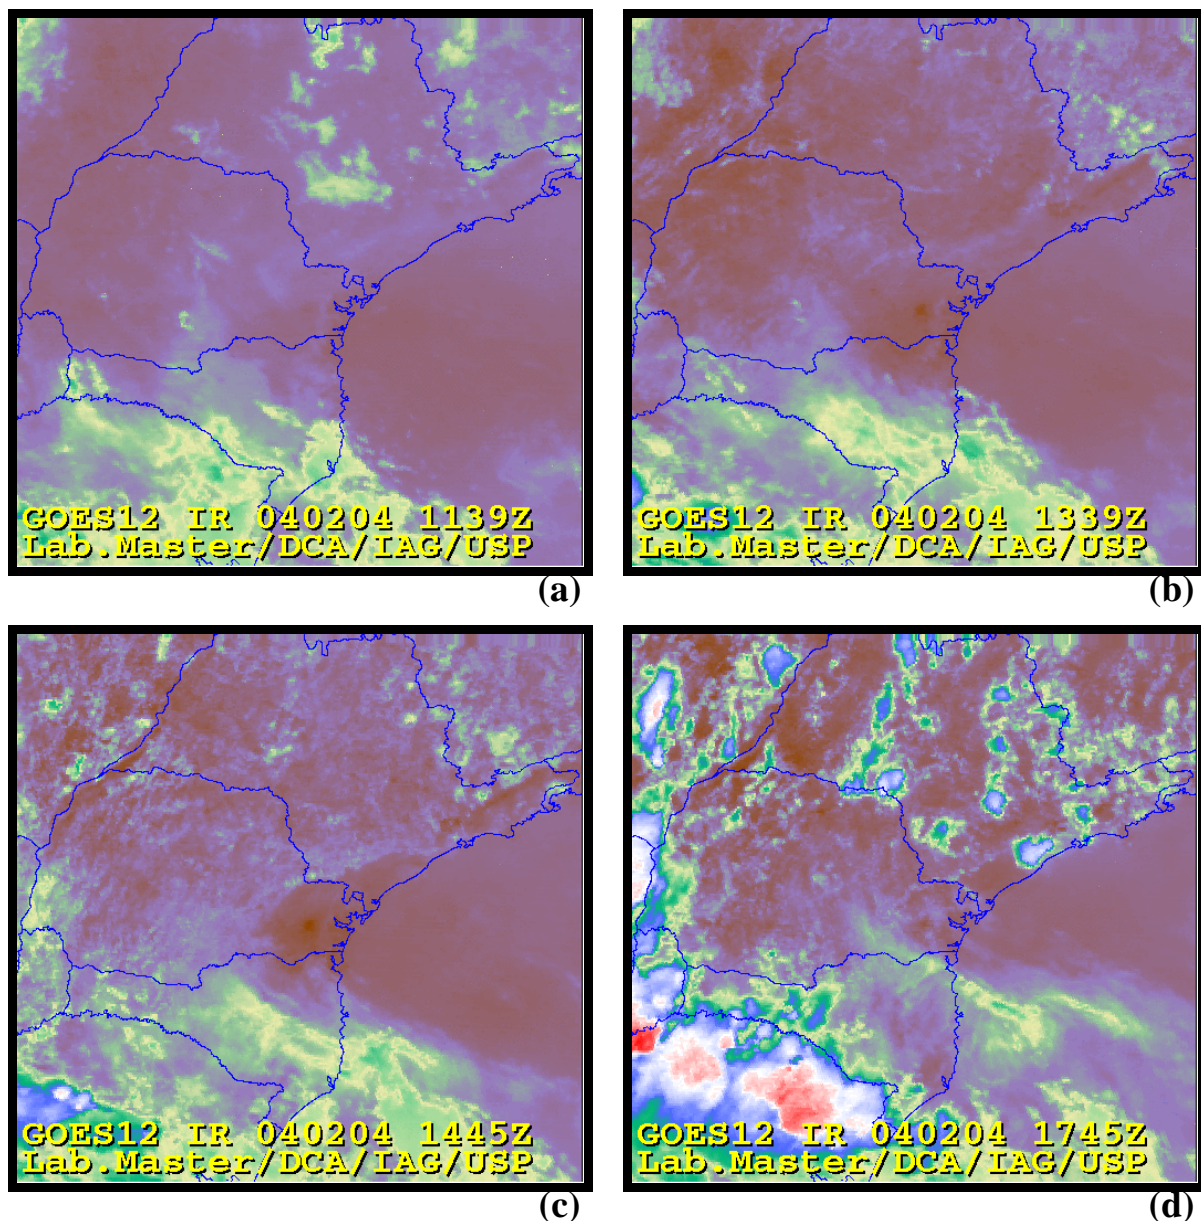 GOES12 IR 040204 1139Z
Lab.Master/DCA/IAG/USP
(a)
GOES12 IR 040204 1339Z
Lab.Master/DCA/IAG/USP
(b)
GOES12 IR 040204 1445Z
Lab.Master/DCA/IAG/USP
(c)
GOES12 IR 040204 1745Z
Lab.Master/DCA/IAG/USP
(d)